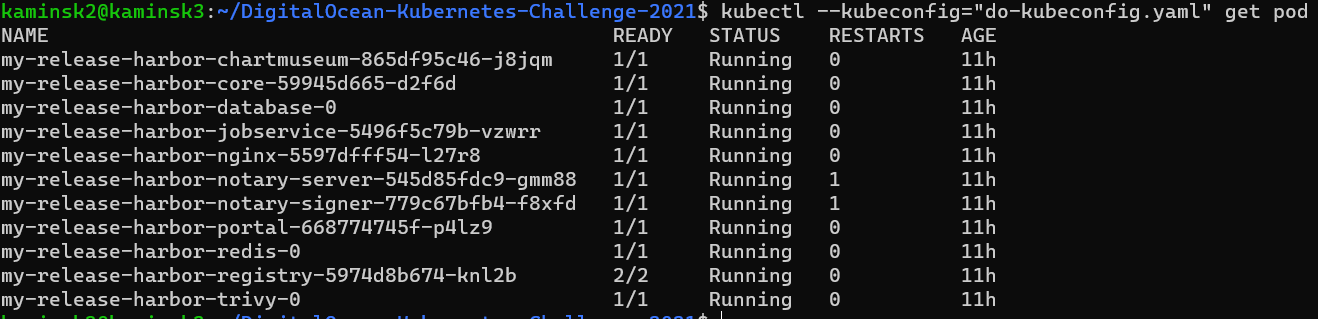 kaminsk2@kaminsk3:~/DigitalOcean-Kubernetes-Challenge-2021$ kubectl --kubeconfig="do-kubeconfig.yaml" get pod
NAME READY STATUS RESTARTS AGE
my-release-harbor-chartmuseum-865df95c46-j8jqm 1/1 Running 0 11h
my-release-harbor-core-59945d665-d2f6d 1/1 Running 0 11h
my-release-harbor-database-0 1/1 Running 0 11h
my-release-harbor-jobservice-5496f5c79b-vzwrr 1/1 Running 0 11h
my-release-harbor-nginx-5597dfff54-l27r8 1/1 Running 0 11h
my-release-harbor-notary-server-545d85fdc9-gmm88 1/1 Running 1 11h
my-release-harbor-notary-signer-779c67bfb4-f8xfd 1/1 Running 1 11h
my-release-harbor-portal-668774745f-p4lz9 1/1 Running 0 11h
my-release-harbor-redis-0 1/1 Running 0 11h
my-release-harbor-registry-5974d8b674-knl2b 2/2 Running 0 11h
my-release-harbor-trivy-0 1/1 Running 0 11h